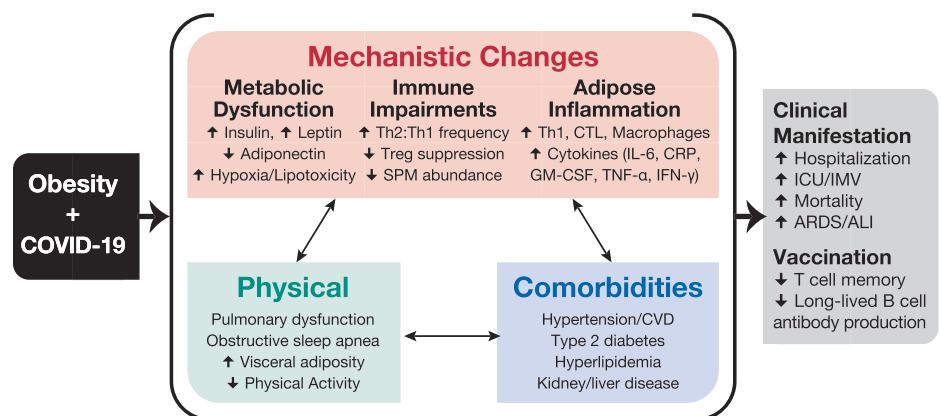 Obesity
+
COVID-19
Mechanistic Changes
Metabolic
Dysfunction
↑ Insulin, ↑ Leptin
↓ Adiponectin
↑ Hypoxia/Lipotoxicity
Immune
Impairments
↑ Th2:Th1 frequency
↓ Treg suppression
↓ SPM abundance
Adipose
Inflammation
↑ Th1, CTL, Macrophages
↑ Cytokines (IL-6, CRP,
GM-CSF, TNF-α, IFN-γ)
Physical
Pulmonary dysfunction
Obstructive sleep apnea
↑ Visceral adiposity
↓ Physical Activity
Comorbidities
Hypertension/CVD
Type 2 diabetes
Hyperlipidemia
Kidney/liver disease
Clinical
Manifestation
↑ Hospitalization
↑ ICU/IMV
↑ Mortality
↑ ARDS/ALI
Vaccination
↓ T cell memory
↓ Long-lived B cell
antibody production